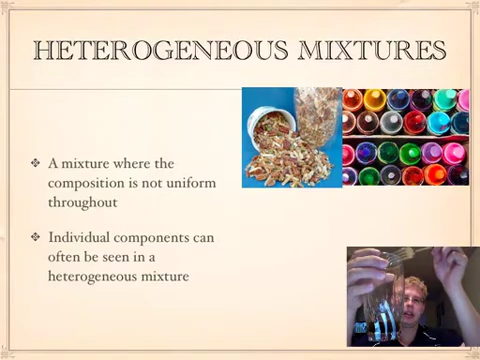 HETEROGENEOUS MIXTURES
❖ A mixture where the
composition is not uniform
throughout
❖ Individual components can
often be seen in a
heterogeneous mixture